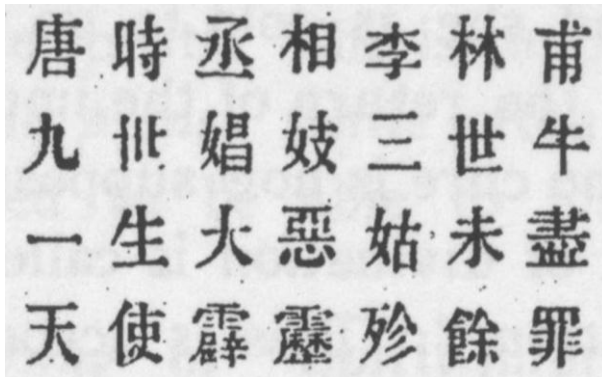 唐時丞相李林甫
九丗娼妓三世牛
一生大惡姑未盡
天使霹靂殄餘罪